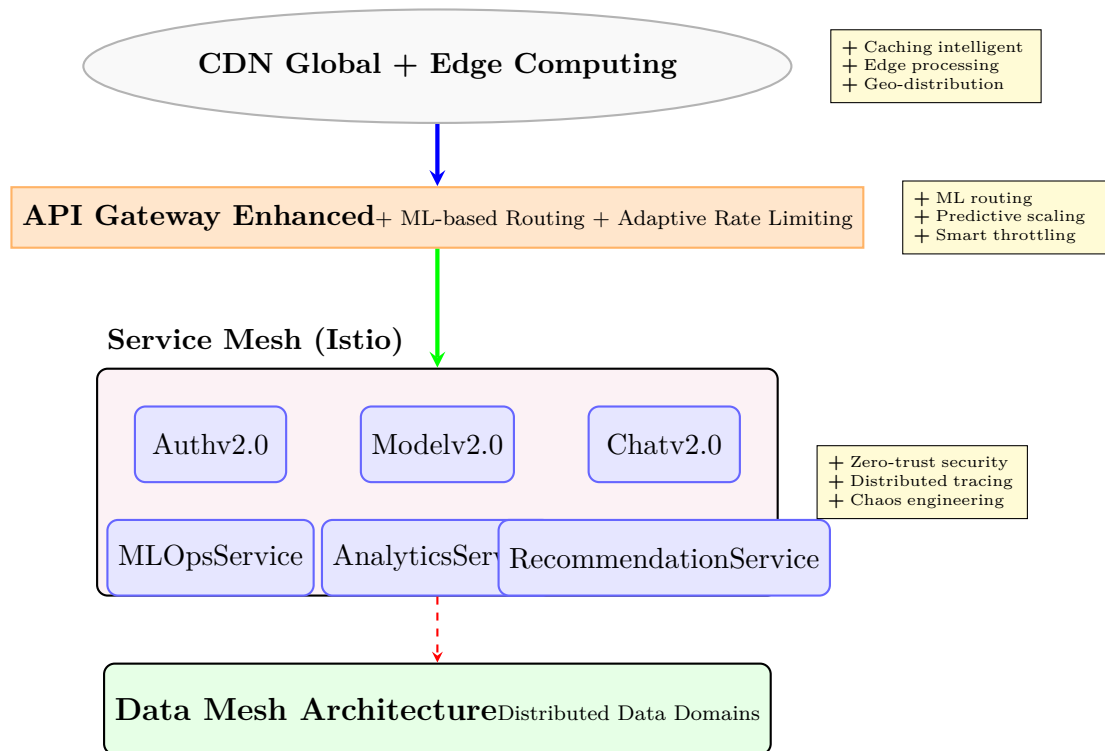 CDN Global + Edge Computing
+ Caching intelligent
+ Edge processing
+ Geo-distribution
API Gateway Enhanced+ ML-based Routing + Adaptive Rate Limiting
+ ML routing
+ Predictive scaling
+ Smart throttling
Service Mesh (Istio)
Authv2.0
Modelv2.0
Chatv2.0
+ Zero-trust security
+ Distributed tracing
+ Chaos engineering
MLOpsService
AnalyticsSer
RecommendationService
Data Mesh ArchitectureDistributed Data Domains